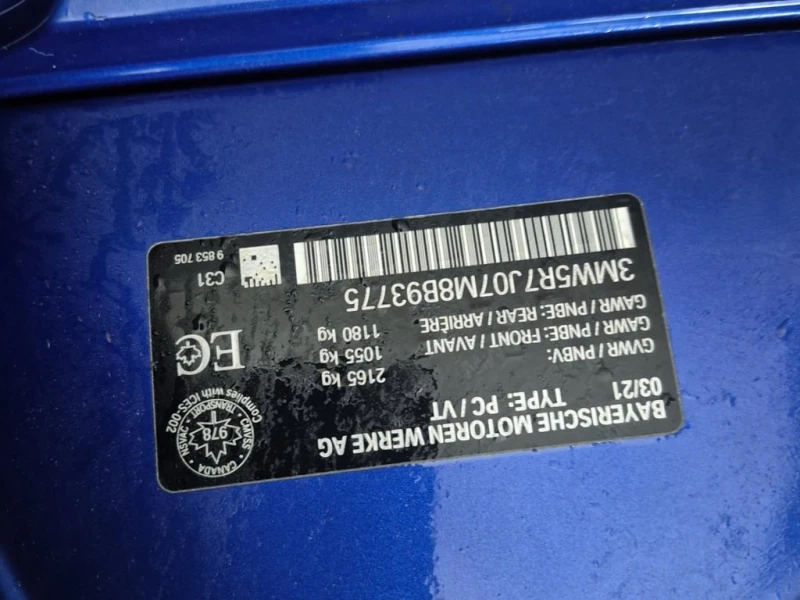 BAYERISCHE MOTOREN WERKE AG
03/21 TYPE: PC / VT
GVWR / PNBV: 2165 kg
GAWR / PNBE: FRONT / AVANT 1055 kg
GAWR / PNBE: REAR / ARRIÈRE 1180 kg
3MW5R7J07M8B93775
CANADA
978
TRANSPORT
NSVAC • CMVSS
Complies with ICES-002
EC
C31
9 853 705